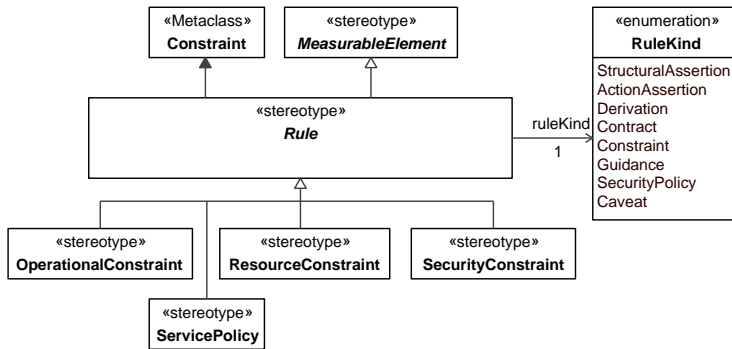 «Metaclass»
Constraint
«stereotype»
MeasurableElement
«enumeration»
RuleKind
StructuralAssertion
ActionAssertion
Derivation
Contract
Constraint
Guidance
SecurityPolicy
Caveat
«stereotype»
Rule
ruleKind
1
«stereotype»
OperationalConstraint
«stereotype»
ResourceConstraint
«stereotype»
SecurityConstraint
«stereotype»
ServicePolicy